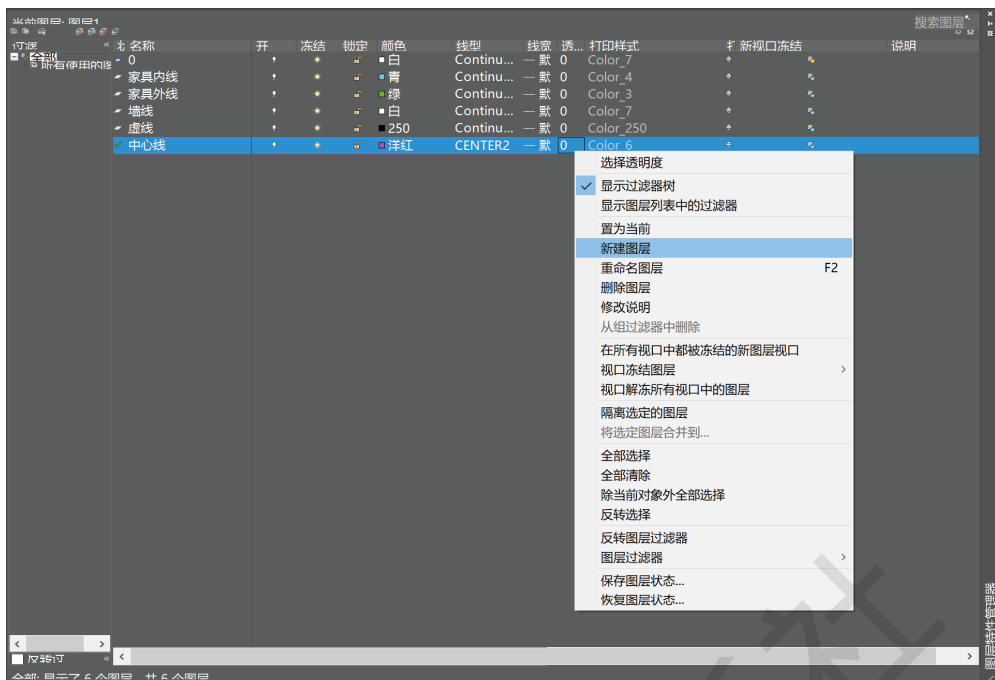 当前图层: 图层1
搜索图层
过滤 « 状 名称 开 冻结 锁定 颜色 线型 线宽 透... 打印样式 打 新视口冻结 说明
全部
所有使用的图
0 白 Continu... — 默 0 Color_7
家具内线 青 Continu... — 默 0 Color_4
家具外线 绿 Continu... — 默 0 Color_3
墙线 白 Continu... — 默 0 Color_7
虚线 250 Continu... — 默 0 Color_250
中心线 洋红 CENTER2 — 默 0 Color_6
选择透明度
显示过滤器树
显示图层列表中的过滤器
置为当前
新建图层
重命名图层 F2
删除图层
修改说明
从组过滤器中删除
在所有视口中都被冻结的新图层视口
视口冻结图层
视口解冻所有视口中的图层
隔离选定的图层
将选定图层合并到...
全部选择
全部清除
除当前对象外全部选择
反转选择
反转图层过滤器
图层过滤器
保存图层状态...
恢复图层状态...
图层特性管理器
反转过 «
全部: 显示了 6 个图层，共 6 个图层
社